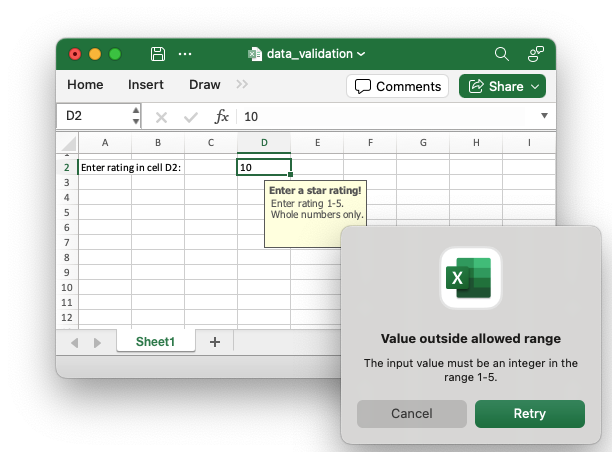 data_validation
Home Insert Draw Comments Share
D2 fx 10
A B C D E F G H I
2 Enter rating in cell D2: 10
3
Enter a star rating!
4
Enter rating 1-5.
5
Whole numbers only.
6
7
8
9
10
11
12
Sheet1 +
X
Value outside allowed range
The input value must be an integer in the
range 1-5.
Cancel Retry